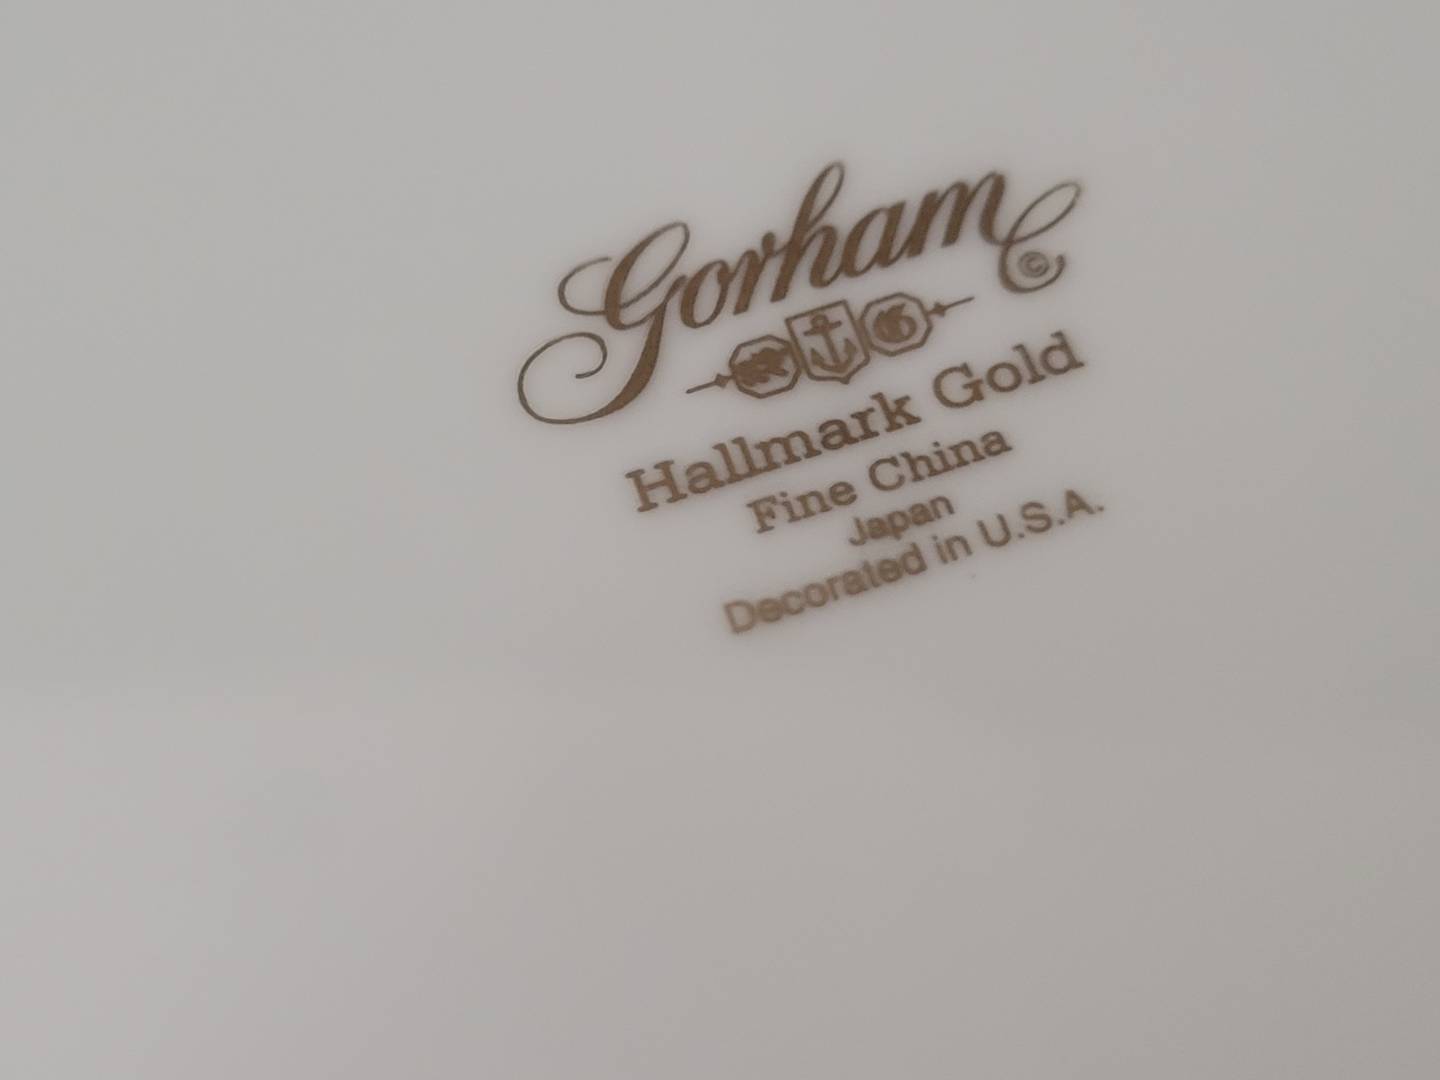 Gorham ©
G
Hallmark Gold
Fine China
Japan
Decorated in U.S.A.